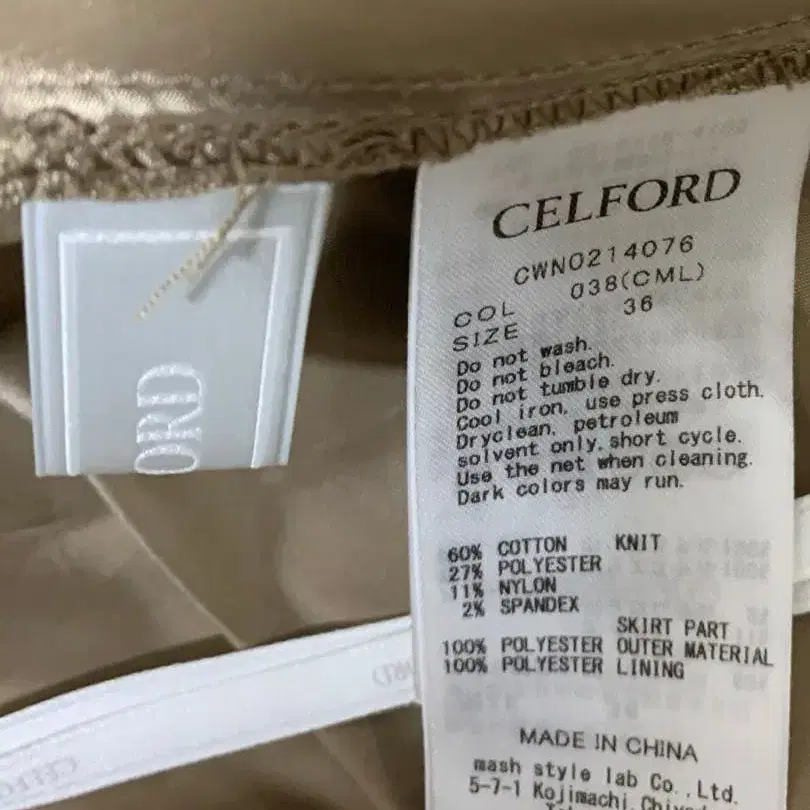 ORD
CELFORD
CWNO214076
COL 038(CML)
SIZE 36
Do not wash.
Do not bleach.
Do not tumble dry.
Cool iron, use press cloth.
Dryclean, petroleum
solvent only, short cycle.
Use the net when cleaning.
Dark colors may run.
60% COTTON KNIT
27% POLYESTER
11% NYLON
2% SPANDEX
SKIRT PART
100% POLYESTER OUTER MATERIAL
100% POLYESTER LINING
MADE IN CHINA
mash style lab Co.,Ltd.
5-7-1 Kojimachi,
CELFORD